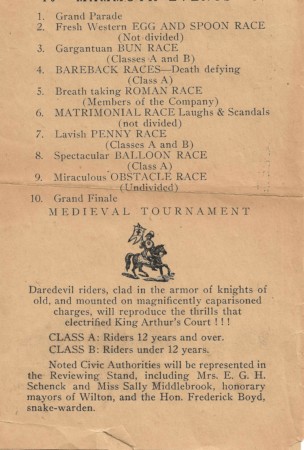 1. Grand Parade
2. Fresh Western EGG AND SPOON RACE
(Not divided)
3. Gargantuan BUN RACE
(Classes A and B)
4. BAREBACK RACES—Death defying
(Class A)
5. Breath taking ROMAN RACE
(Members of the Company)
6. MATRIMONIAL RACE Laughs & Scandals
(not divided)
7. Lavish PENNY RACE
(Classes A and B)
8. Spectacular BALLOON RACE
(Class A)
9. Miraculous OBSTACLE RACE
(Undivided)
10. Grand Finale
MEDIEVAL TOURNAMENT
Daredevil riders, clad in the armor of knights of
old, and mounted on magnificently caparisoned
charges, will reproduce the thrills that
electrified King Arthur's Court ! ! !
CLASS A: Riders 12 years and over.
CLASS B: Riders under 12 years.
Noted Civic Authorities will be represented in
the Reviewing Stand, including Mrs. E. G. H.
Schenck and Miss Sally Middlebrook, honorary
mayors of Wilton, and the Hon. Frederick Boyd,
snake-warden.